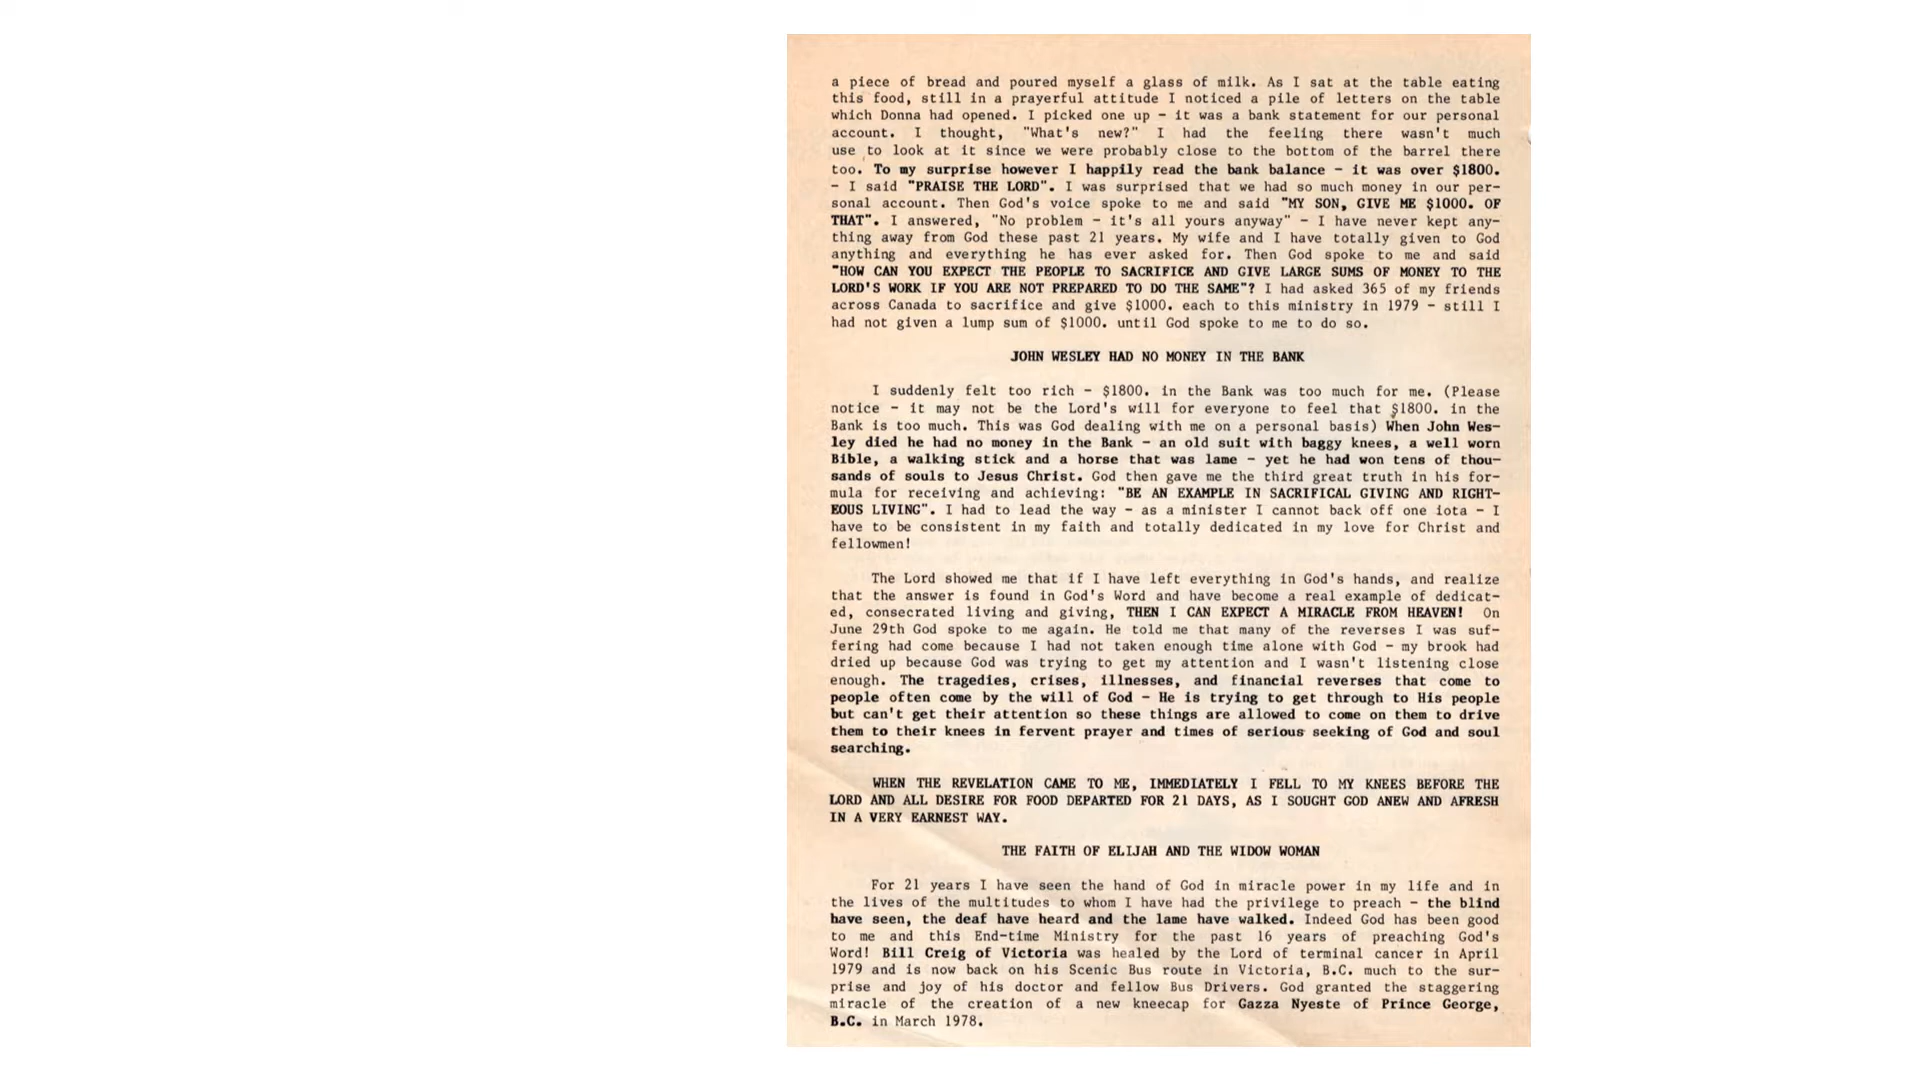 a piece of bread and poured myself a glass of milk. As I sat at the table eating
this food, still in a prayerful attitude I noticed a pile of letters on the table
which Donna had opened. I picked one up - it was a bank statement for our personal
account. I thought, "What's new?" I had the feeling there wasn't much
use to look at it since we were probably close to the bottom of the barrel there
too. To my surprise however I happily read the bank balance - it was over $1800.
- I said "PRAISE THE LORD". I was surprised that we had so much money in our per-
sonal account. Then God's voice spoke to me and said "MY SON, GIVE ME $1000. OF
THAT". I answered, "No problem - it's all yours anyway" - I have never kept any-
thing away from God these past 21 years. My wife and I have totally given to God
anything and everything he has ever asked for. Then God spoke to me and said
"HOW CAN YOU EXPECT THE PEOPLE TO SACRIFICE AND GIVE LARGE SUMS OF MONEY TO THE
LORD'S WORK IF YOU ARE NOT PREPARED TO DO THE SAME"? I had asked 365 of my friends
across Canada to sacrifice and give $1000. each to this ministry in 1979 - still I
had not given a lump sum of $1000. until God spoke to me to do so.
JOHN WESLEY HAD NO MONEY IN THE BANK
I suddenly felt too rich - $1800. in the Bank was too much for me. (Please
notice - it may not be the Lord's will for everyone to feel that $1800. in the
Bank is too much. This was God dealing with me on a personal basis) When John Wes-
ley died he had no money in the Bank - an old suit with baggy knees, a well worn
Bible, a walking stick and a horse that was lame - yet he had won tens of thou-
sands of souls to Jesus Christ. God then gave me the third great truth in his for-
mula for receiving and achieving: "BE AN EXAMPLE IN SACRIFICAL GIVING AND RIGHT-
EOUS LIVING". I had to lead the way - as a minister I cannot back off one iota - I
have to be consistent in my faith and totally dedicated in my love for Christ and
fellowmen!
The Lord showed me that if I have left everything in God's hands, and realize
that the answer is found in God's Word and have become a real example of dedicat-
ed, consecrated living and giving, THEN I CAN EXPECT A MIRACLE FROM HEAVEN! On
June 29th God spoke to me again. He told me that many of the reverses I was suf-
fering had come because I had not taken enough time alone with God - my brook had
dried up because God was trying to get my attention and I wasn't listening close
enough. The tragedies, crises, illnesses, and financial reverses that come to
people often come by the will of God - He is trying to get through to His people
but can't get their attention so these things are allowed to come on them to drive
them to their knees in fervent prayer and times of serious seeking of God and soul
searching.
WHEN THE REVELATION CAME TO ME, IMMEDIATELY I FELL TO MY KNEES BEFORE THE
LORD AND ALL DESIRE FOR FOOD DEPARTED FOR 21 DAYS, AS I SOUGHT GOD ANEW AND AFRESH
IN A VERY EARNEST WAY.
THE FAITH OF ELIJAH AND THE WIDOW WOMAN
For 21 years I have seen the hand of God in miracle power in my life and in
the lives of the multitudes to whom I have had the privilege to preach - the blind
have seen, the deaf have heard and the lame have walked. Indeed God has been good
to me and this End-time Ministry for the past 16 years of preaching God's
Word! Bill Creig of Victoria was healed by the Lord of terminal cancer in April
1979 and is now back on his Scenic Bus route in Victoria, B.C. much to the sur-
prise and joy of his doctor and fellow Bus Drivers. God granted the staggering
miracle of the creation of a new kneecap for Gazza Nyeste of Prince George,
B.C. in March 1978.